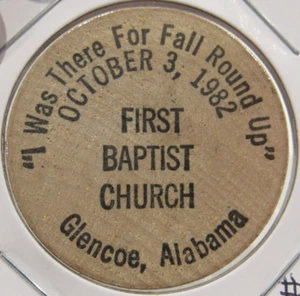 "I Was There For Fall Round Up"
OCTOBER 3, 1982
FIRST
BAPTIST
CHURCH
Glencoe, Alabama